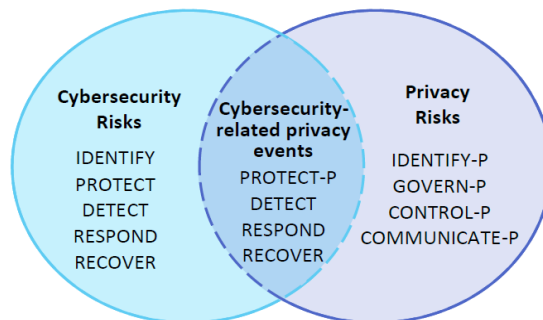 Cybersecurity
Risks
IDENTIFY
PROTECT
DETECT
RESPOND
RECOVER
Cybersecurity-
related privacy
events
PROTECT-P
DETECT
RESPOND
RECOVER
Privacy
Risks
IDENTIFY-P
GOVERN-P
CONTROL-P
COMMUNICATE-P